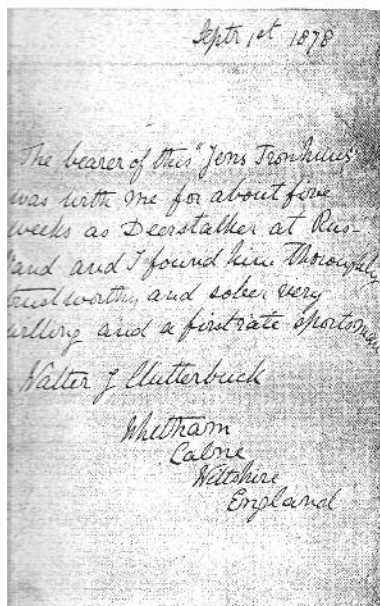 Septr 1st 1878
The bearer of this "Jens Tronhuus"
was with me for about five
weeks as Deerstalker at Rus-
land and I found him thoroughly
trustworthy and sober very
willing and a firstrate sportsman
Walter J Clutterbuck
Whetham
Calne
Wiltshire
England